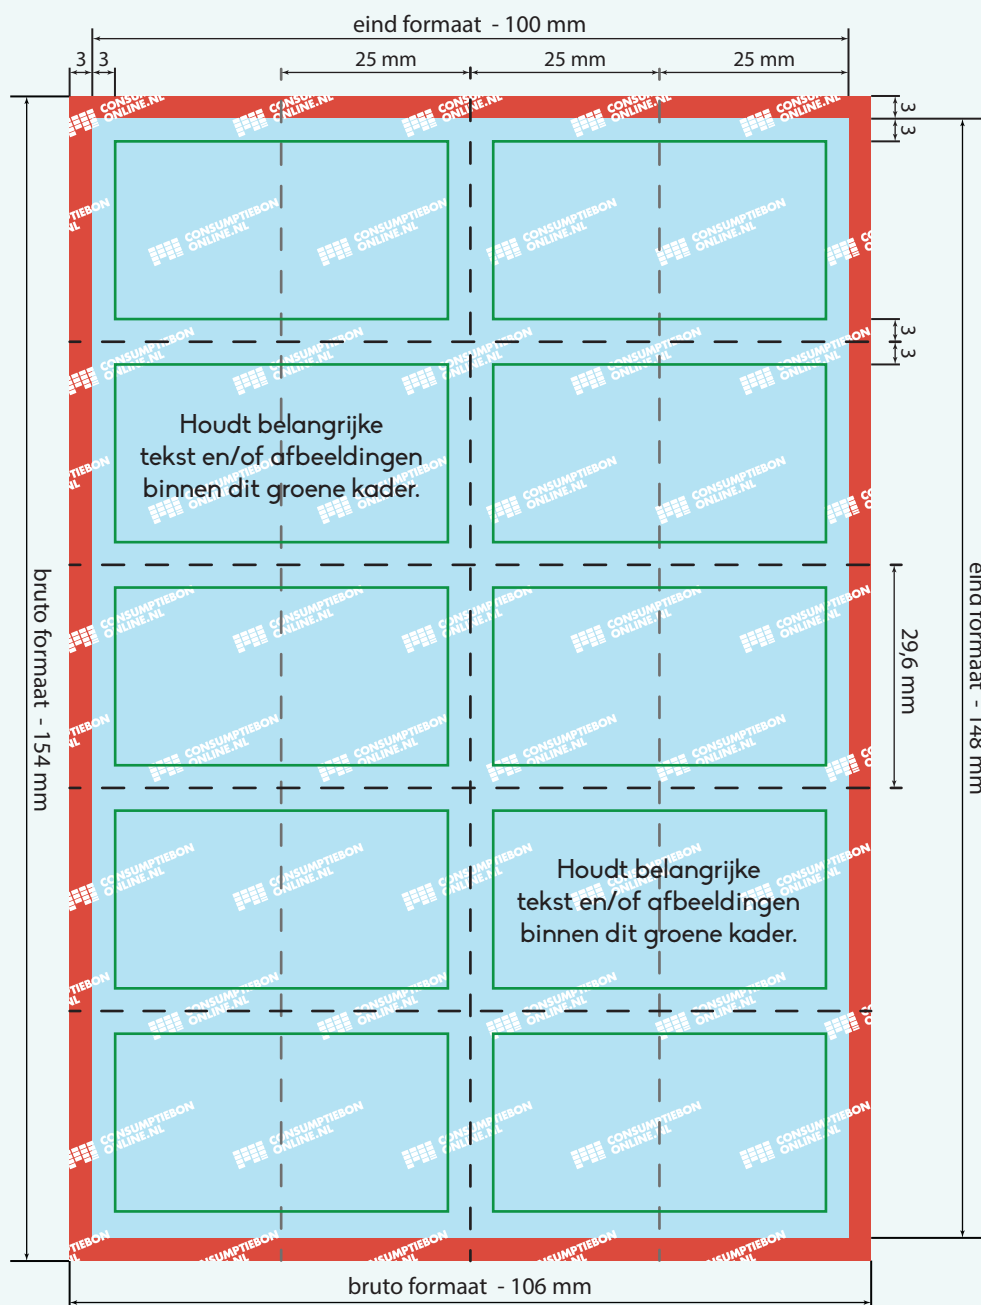 eind formaat - 100 mm
3 3 25 mm 25 mm 25 mm
3
3
3
3
Houdt belangrijke
tekst en/of afbeeldingen
binnen dit groene kader.
bruto formaat - 154 mm
29,6 mm
eind formaat - 148 mm
Houdt belangrijke
tekst en/of afbeeldingen
binnen dit groene kader.
bruto formaat - 106 mm
CONSUMPTIEBON
ONLINE.NL